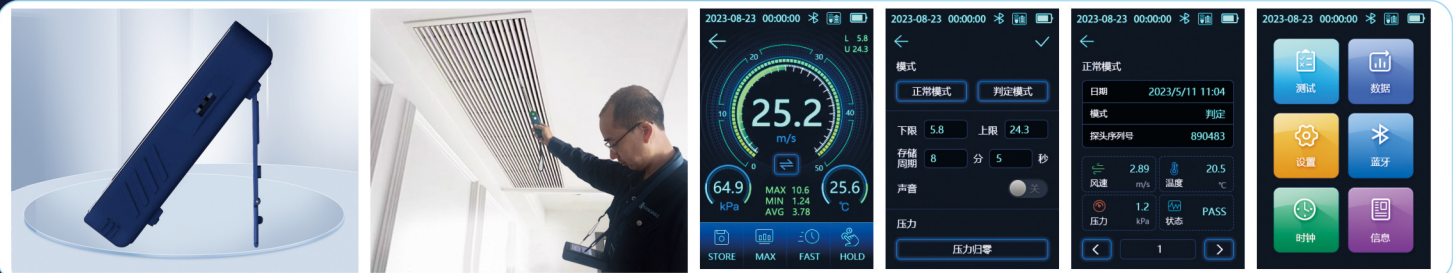 2023-08-23 00:00:00
L 5.8
U 24.3
20
30
10
40
0
50
25.2
m/s
64.9
kPa
MAX 10.6
MIN 1.24
AVG 3.78
25.6
℃
STORE
MAX
FAST
HOLD
2023-08-23 00:00:00
模式
正常模式
判定模式
下限 5.8 上限 24.3
存储
周期
8 分 5 秒
声音
关
压力
压力归零
2023-08-23 00:00:00
正常模式
日期 2023/5/11 11:04
模式 判定
探头序列号 890483
风速 2.89 m/s
温度 20.5 ℃
压力 1.2 kPa
状态 PASS
1
2023-08-23 00:00:00
测试
数据
设置
蓝牙
时钟
信息